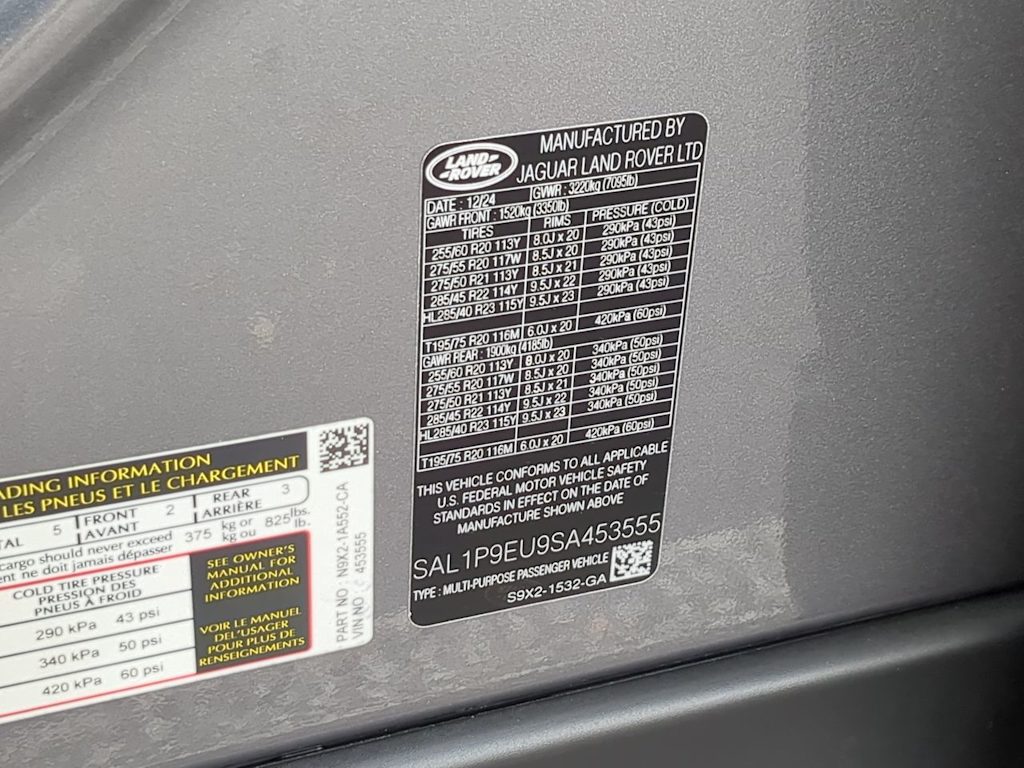 LAND-
ROVER
MANUFACTURED BY
JAGUAR LAND ROVER LTD
DATE : 12/24 GVWR : 3220kg (7095lb)
GAWR FRONT : 1520kg (3350lb)
TIRES RIMS PRESSURE (COLD)
255/60 R20 113Y 8.0J x 20 290kPa (43psi)
275/55 R20 117W 8.5J x 20 290kPa (43psi)
275/50 R21 113Y 8.5J x 21 290kPa (43psi)
285/45 R22 114Y 9.5J x 22 290kPa (43psi)
HL285/40 R23 115Y 9.5J x 23 290kPa (43psi)
T195/75 R20 116M 6.0J x 20 420kPa (60psi)
GAWR REAR : 1900kg (4185lb)
255/60 R20 113Y 8.0J x 20 340kPa (50psi)
275/55 R20 117W 8.5J x 20 340kPa (50psi)
275/50 R21 113Y 8.5J x 21 340kPa (50psi)
285/45 R22 114Y 9.5J x 22 340kPa (50psi)
HL285/40 R23 115Y 9.5J x 23 340kPa (50psi)
T195/75 R20 116M 6.0J x 20 420kPa (60psi)
THIS VEHICLE CONFORMS TO ALL APPLICABLE
U.S. FEDERAL MOTOR VEHICLE SAFETY
STANDARDS IN EFFECT ON THE DATE OF
MANUFACTURE SHOWN ABOVE
SAL1P9EU9SA453555
TYPE : MULTI-PURPOSE PASSENGER VEHICLE
S9X2-1532-GA
ADING INFORMATION
LES PNEUS ET LE CHARGEMENT
TAL 5 FRONT 2 REAR 3
AVANT ARRIÈRE
cargo should never exceed 375 kg or 825 lbs.
ent ne doit jamais dépasser kg ou lb.
COLD TIRE PRESSURE
PRESSION DES
PNEUS À FROID
290 kPa 43 psi
340 kPa 50 psi
420 kPa 60 psi
SEE OWNER'S
MANUAL FOR
ADDITIONAL
INFORMATION
VOIR LE MANUEL
DEL'USAGER
POUR PLUS DE
RENSEIGNEMENTS
PART NO : N9X2-1A552-CA
VIN NO : 453555